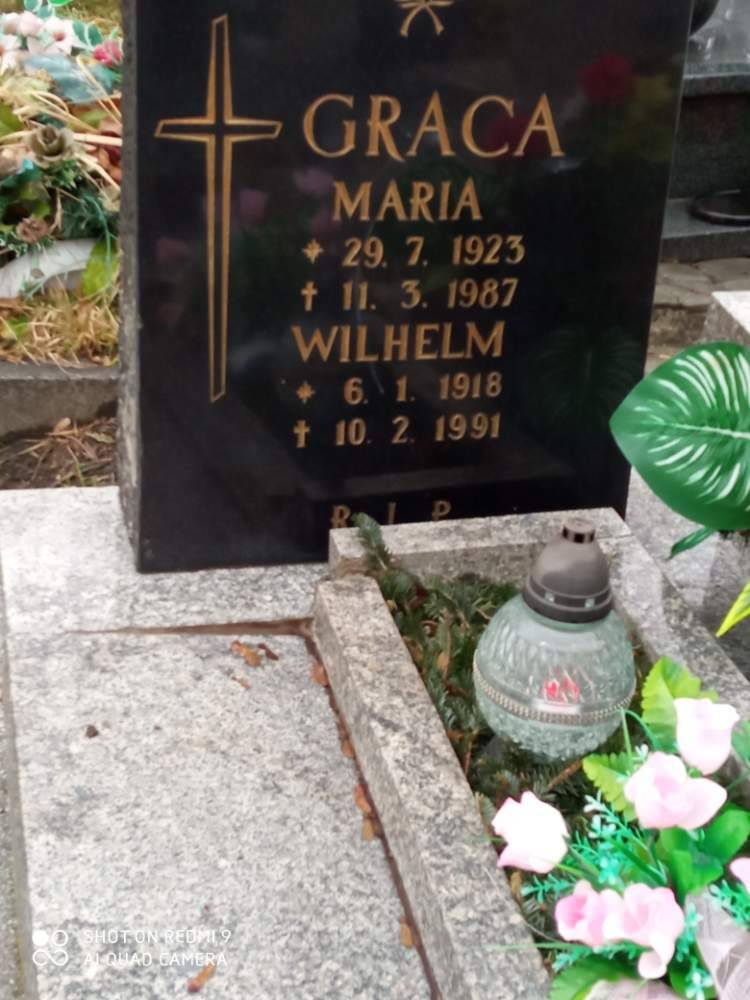 GRACA
MARIA
* 29. 7. 1923
† 11. 3. 1987
WILHELM
* 6. 1. 1918
† 10. 2. 1991
R. I. P.
SHOT ON REDMI 9
AI QUAD CAMERA